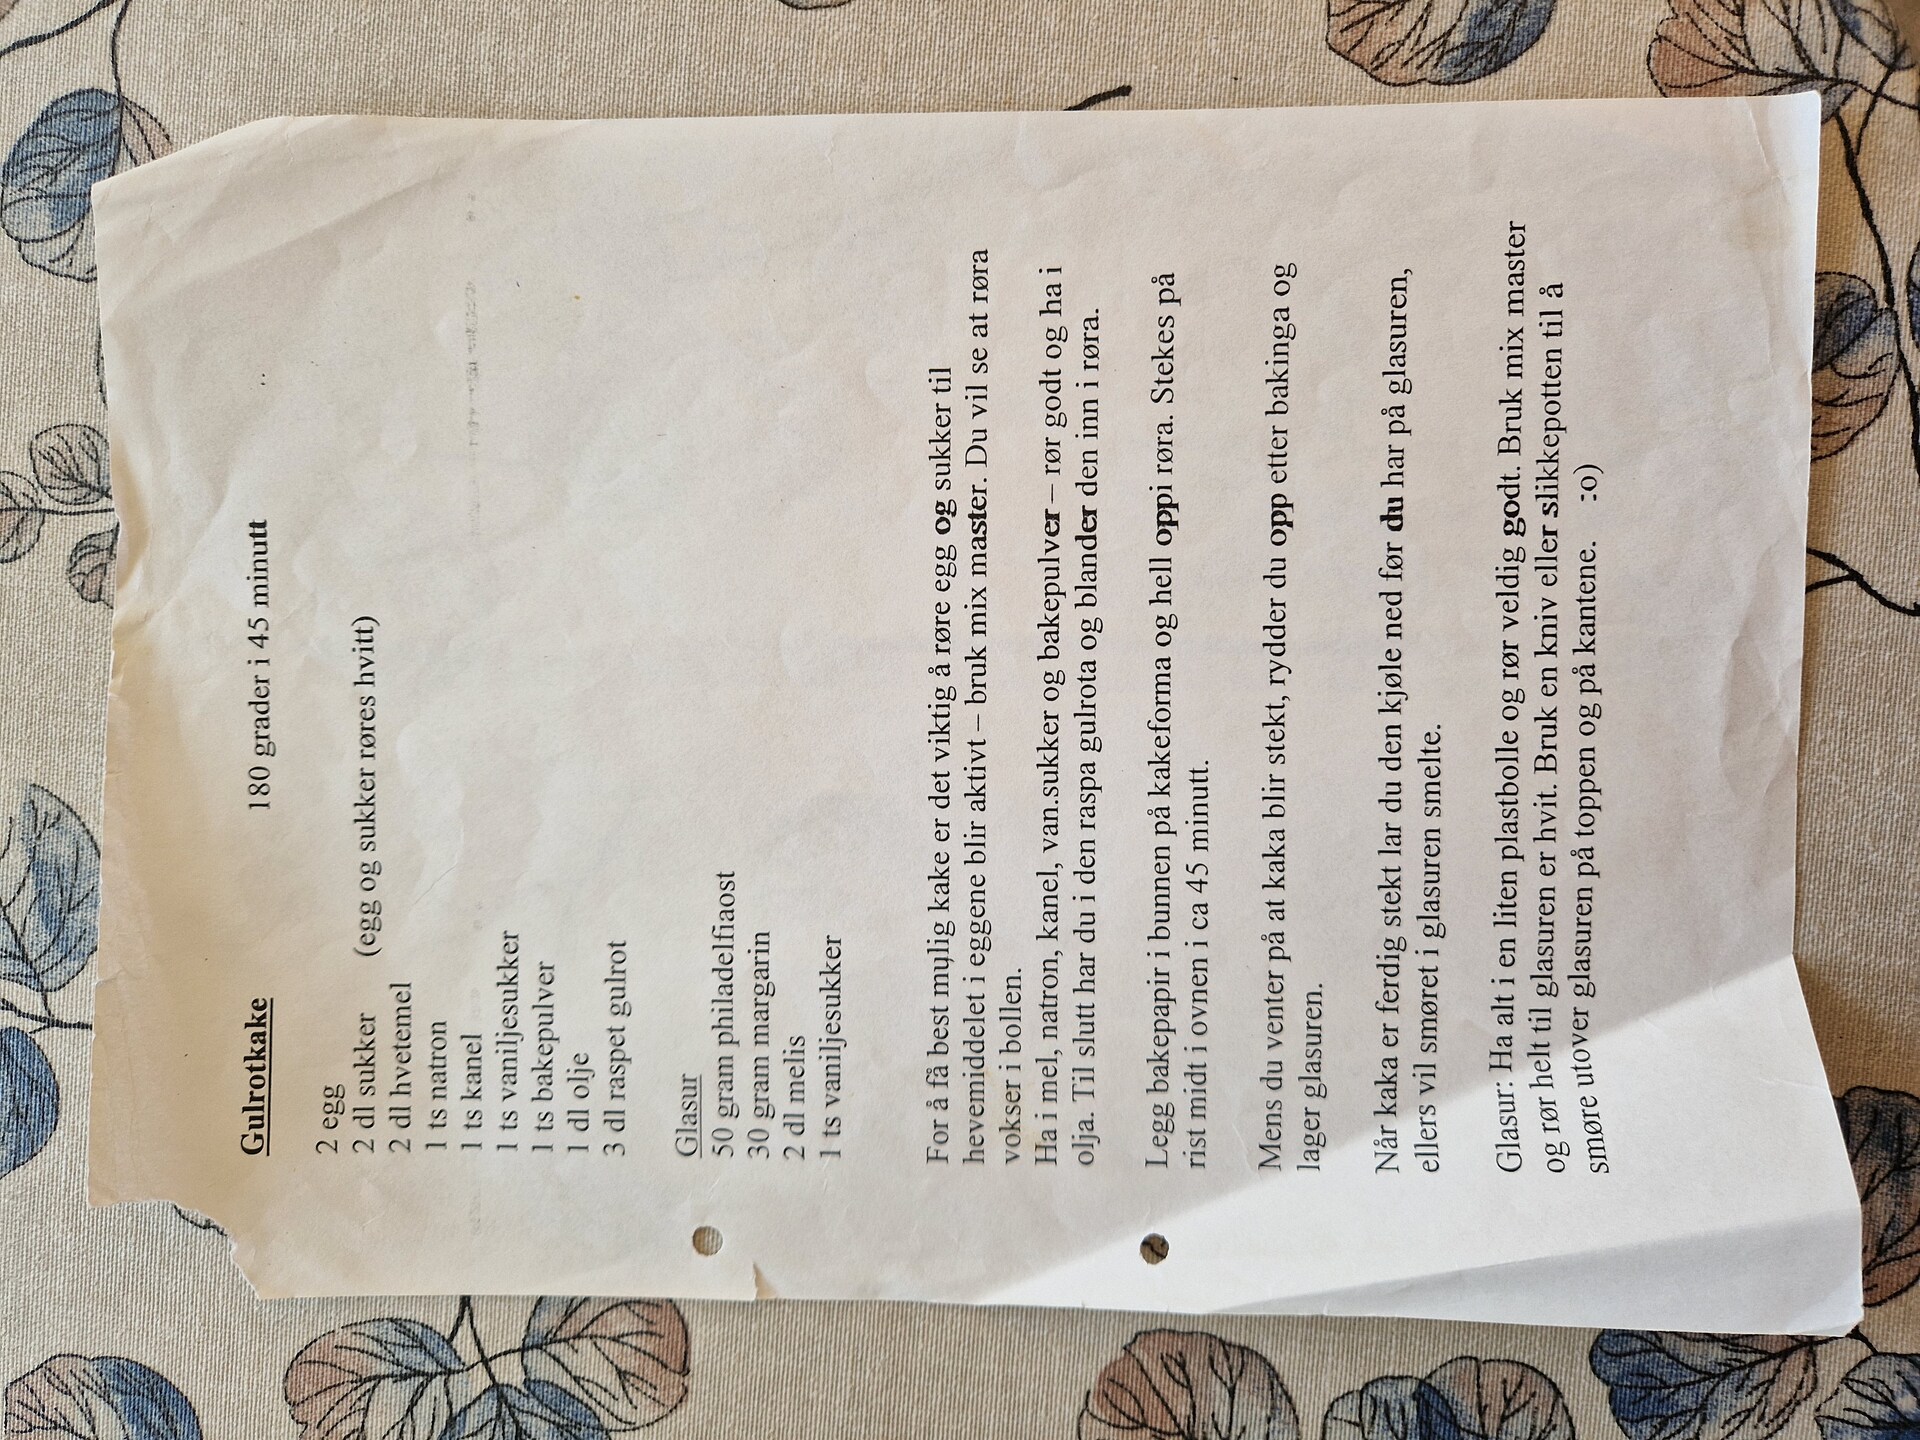 Gulrotkake 180 grader i 45 minutt
2 egg
2 dl sukker (egg og sukker røres hvitt)
2 dl hvetemel
1 ts natron
1 ts kanel
1 ts vaniljesukker
1 ts bakepulver
1 dl olje
3 dl raspet gulrot
Glasur
50 gram philadelfiaost
30 gram margarin
2 dl melis
1 ts vaniljesukker
For å få best mulig kake er det viktig å røre egg og sukker til
hevemiddelet i eggene blir aktivt – bruk mix master. Du vil se at røra
vokser i bollen.
Ha i mel, natron, kanel, van.sukker og bakepulver – rør godt og ha i
olja. Til slutt har du i den raspa gulrota og blander den inn i røra.
Legg bakepapir i bunnen på kakeforma og hell oppi røra. Stekes på
rist midt i ovnen i ca 45 minutt.
Mens du venter på at kaka blir stekt, rydder du opp etter bakinga og
lager glasuren.
Når kaka er ferdig stekt lar du den kjøle ned før du har på glasuren,
ellers vil smøret i glasuren smelte.
Glasur: Ha alt i en liten plastbolle og rør veldig godt. Bruk mix master
og rør helt til glasuren er hvit. Bruk en kniv eller slikkepotten til å
smøre utover glasuren på toppen og på kantene. :o)